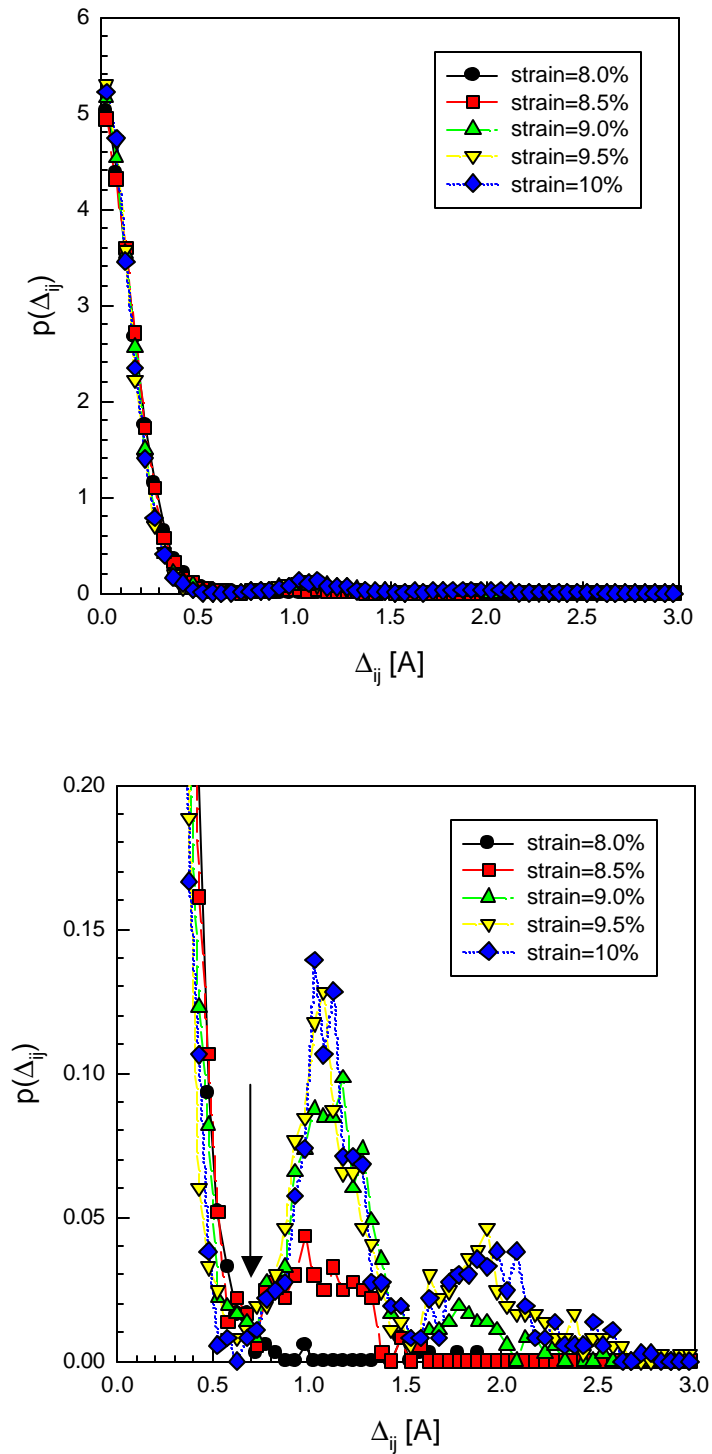 6
5
4
3
2
1
0
p(Δij)
strain=8.0%
strain=8.5%
strain=9.0%
strain=9.5%
strain=10%
0.0 0.5 1.0 1.5 2.0 2.5 3.0
Δij [A]
0.20
0.15
0.10
0.05
0.00
p(Δij)
strain=8.0%
strain=8.5%
strain=9.0%
strain=9.5%
strain=10%
0.0 0.5 1.0 1.5 2.0 2.5 3.0
Δij [A]